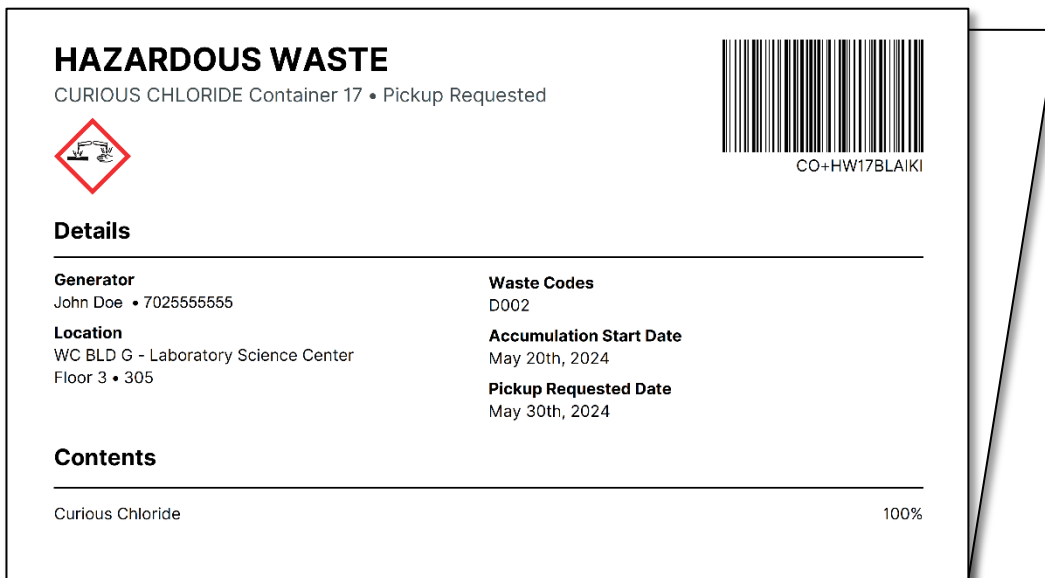 HAZARDOUS WASTE
CURIOUS CHLORIDE Container 17 • Pickup Requested
CO+HW17BLAIKI
Details
Generator
John Doe • 7025555555
Location
WC BLD G - Laboratory Science Center
Floor 3 • 305
Waste Codes
D002
Accumulation Start Date
May 20th, 2024
Pickup Requested Date
May 30th, 2024
Contents
Curious Chloride 100%